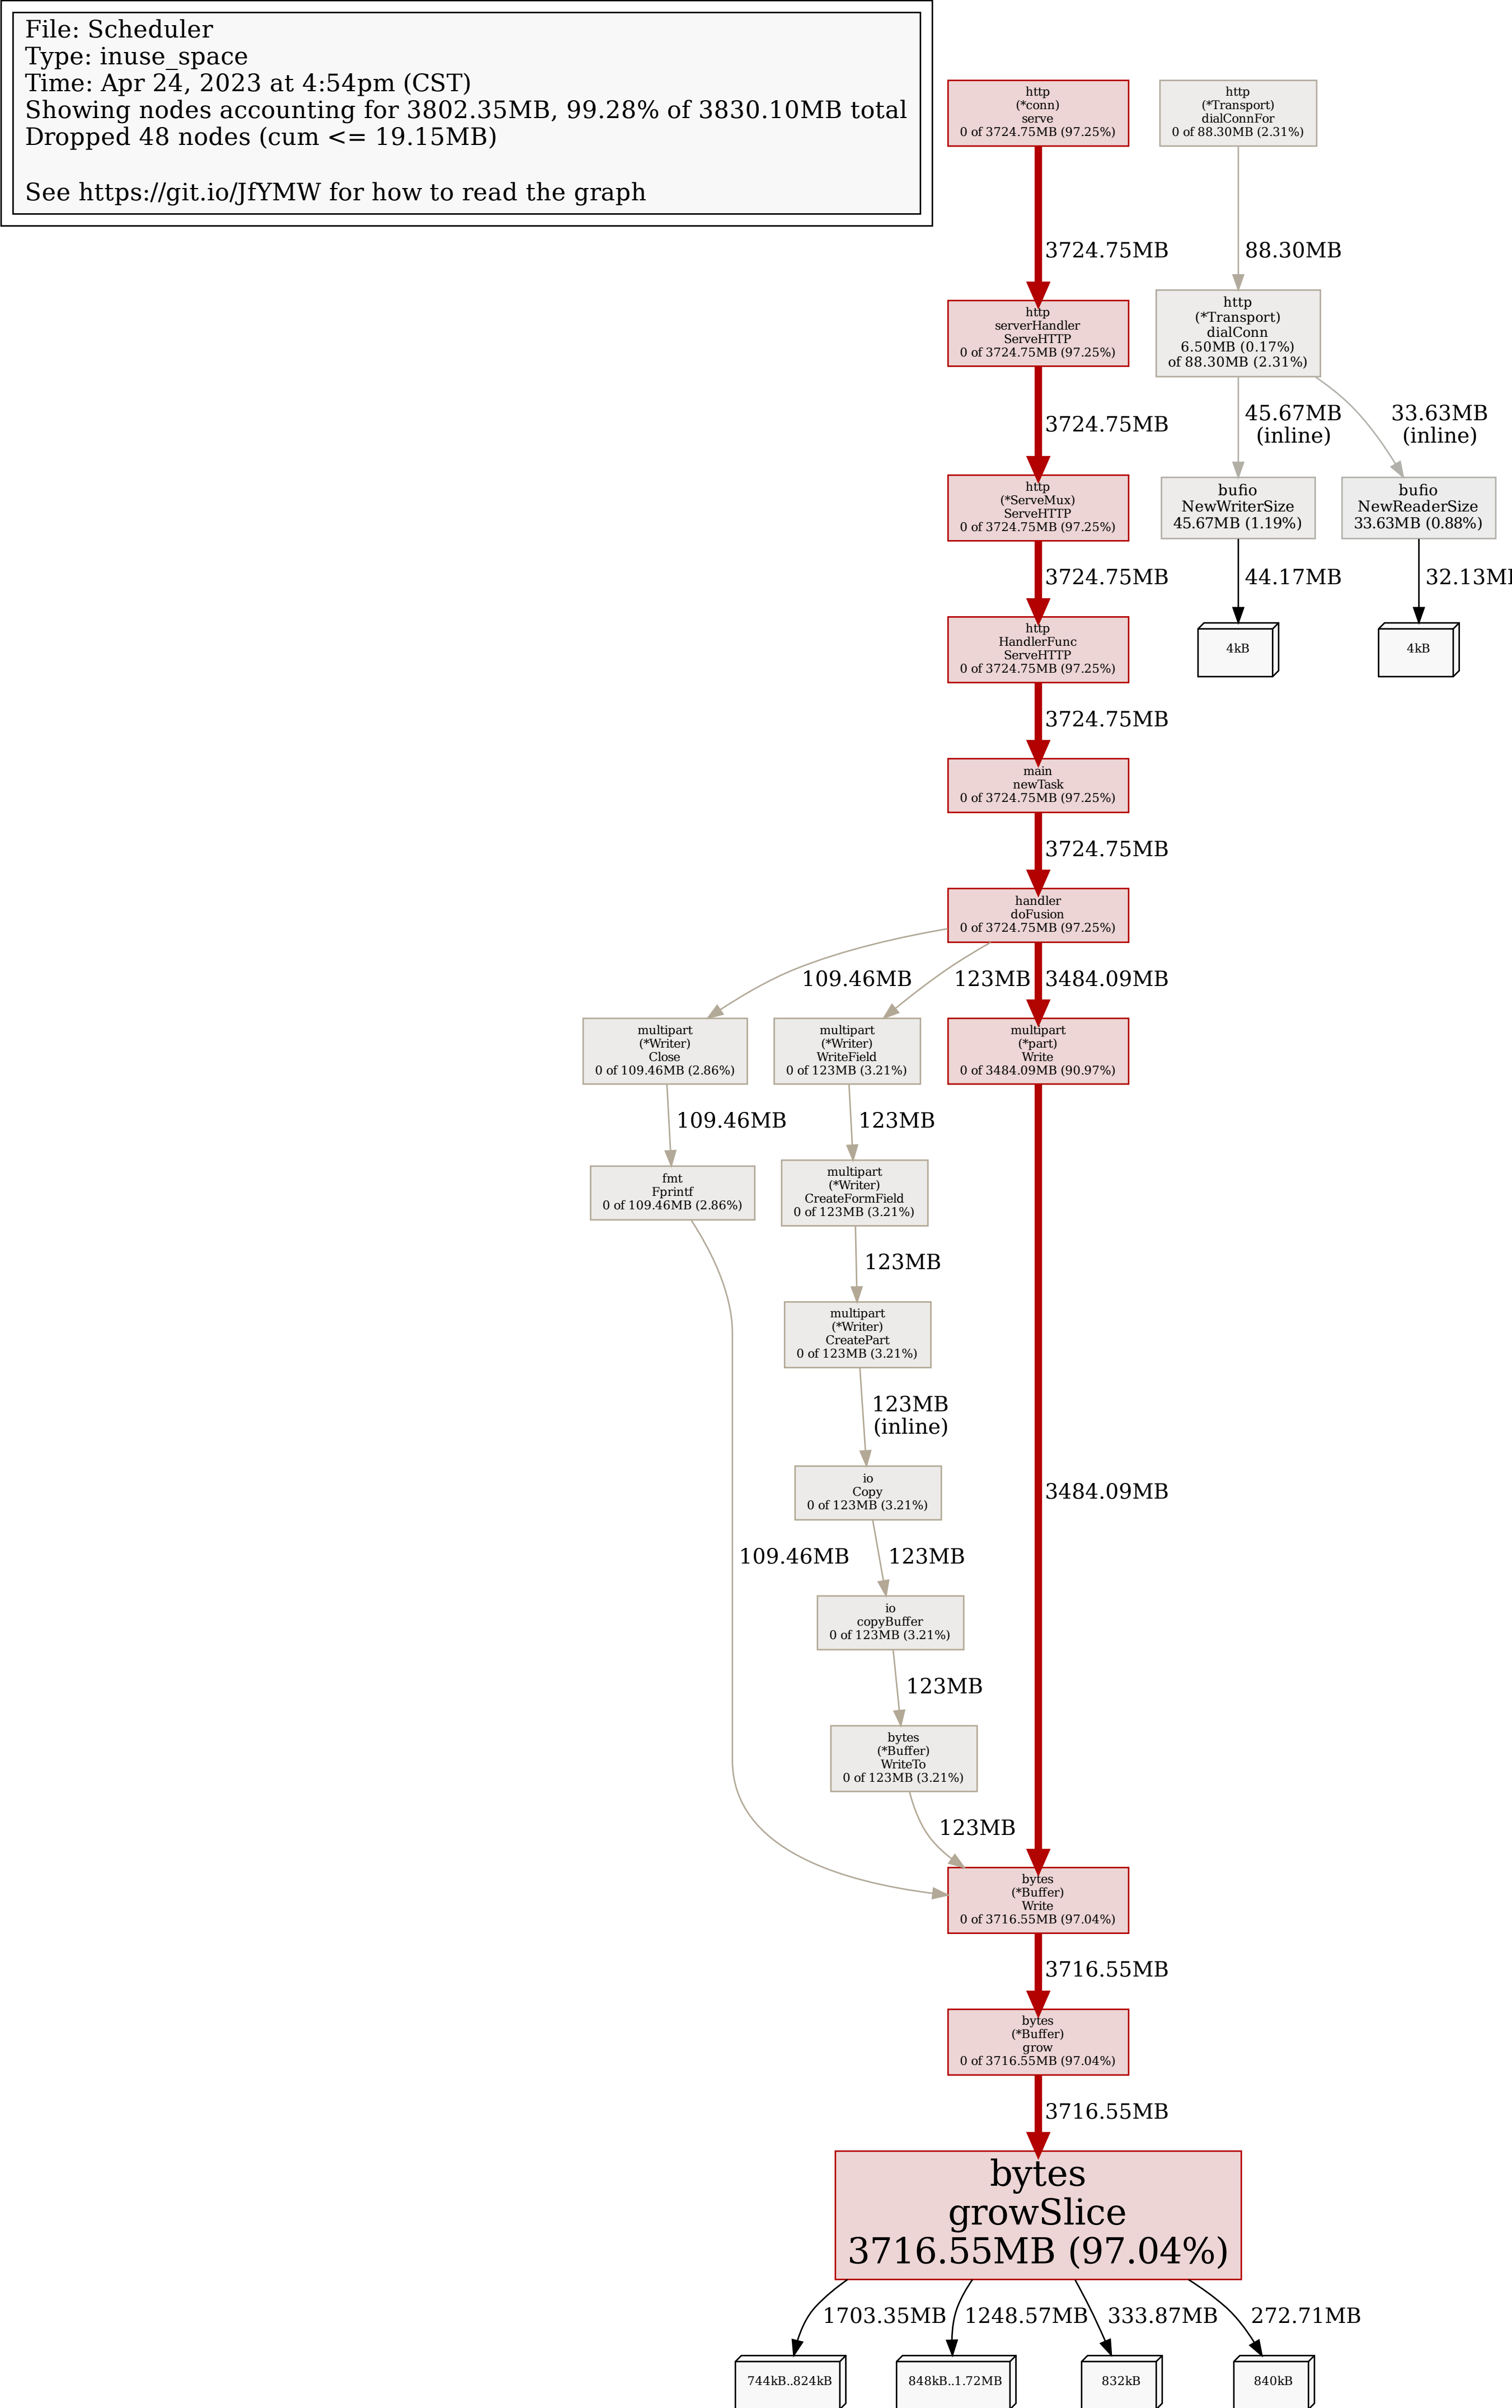 File: Scheduler
Type: inuse_space
Time: Apr 24, 2023 at 4:54pm (CST)
Showing nodes accounting for 3802.35MB, 99.28% of 3830.10MB total
Dropped 48 nodes (cum <= 19.15MB)
See https://git.io/JfYMW for how to read the graph
http
(*conn)
serve
0 of 3724.75MB (97.25%)
http
(*Transport)
dialConnFor
0 of 88.30MB (2.31%)
3724.75MB
88.30MB
http
serverHandler
ServeHTTP
0 of 3724.75MB (97.25%)
http
(*Transport)
dialConn
6.50MB (0.17%)
of 88.30MB (2.31%)
3724.75MB
45.67MB
(inline)
33.63MB
(inline)
http
(*ServeMux)
ServeHTTP
0 of 3724.75MB (97.25%)
bufio
NewWriterSize
45.67MB (1.19%)
bufio
NewReaderSize
33.63MB (0.88%)
3724.75MB
44.17MB
32.13M
http
HandlerFunc
ServeHTTP
0 of 3724.75MB (97.25%)
4kB
4kB
3724.75MB
main
newTask
0 of 3724.75MB (97.25%)
3724.75MB
handler
doFusion
0 of 3724.75MB (97.25%)
109.46MB
123MB
3484.09MB
multipart
(*Writer)
Close
0 of 109.46MB (2.86%)
multipart
(*Writer)
WriteField
0 of 123MB (3.21%)
multipart
(*part)
Write
0 of 3484.09MB (90.97%)
109.46MB
123MB
fmt
Fprintf
0 of 109.46MB (2.86%)
multipart
(*Writer)
CreateFormField
0 of 123MB (3.21%)
123MB
multipart
(*Writer)
CreatePart
0 of 123MB (3.21%)
123MB
(inline)
io
Copy
0 of 123MB (3.21%)
3484.09MB
109.46MB
123MB
io
copyBuffer
0 of 123MB (3.21%)
123MB
bytes
(*Buffer)
WriteTo
0 of 123MB (3.21%)
123MB
bytes
(*Buffer)
Write
0 of 3716.55MB (97.04%)
3716.55MB
bytes
(*Buffer)
grow
0 of 3716.55MB (97.04%)
3716.55MB
bytes
growSlice
3716.55MB (97.04%)
1703.35MB
1248.57MB
333.87MB
272.71MB
744kB..824kB
848kB..1.72MB
832kB
840kB